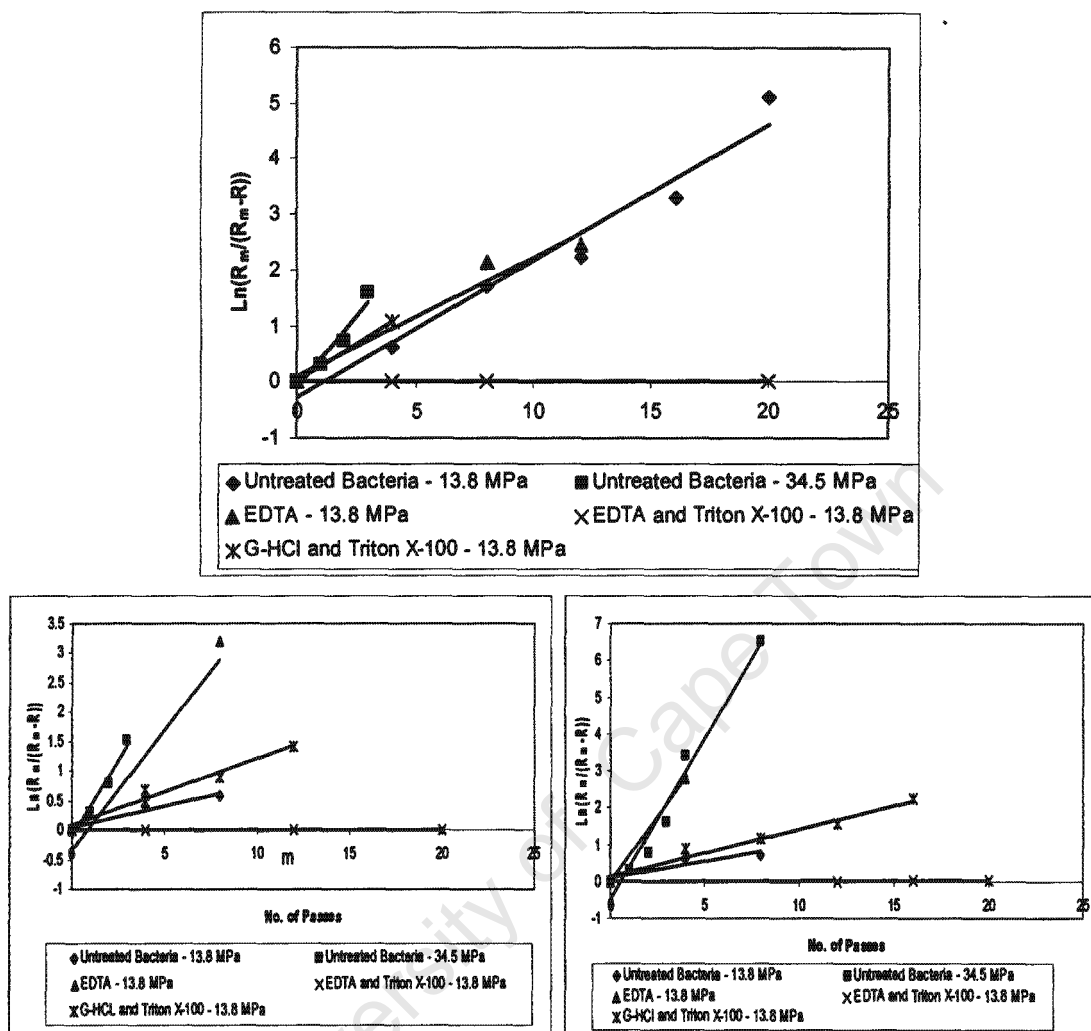 6
5
4
3
2
1
0
-1
0 5 10 15 20 25
Ln(Rm/(Rm-R))
◆ Untreated Bacteria - 13.8 MPa ■ Untreated Bacteria - 34.5 MPa
▲ EDTA - 13.8 MPa × EDTA and Triton X-100 - 13.8 MPa
ж G-HCl and Triton X-100 - 13.8 MPa
3.5
3
2.5
2
1.5
1
0.5
0
-0.5
-1
0 5 10 15 20 25
m
Ln(Rm/(Rm-R))
No. of Passes
◆ Untreated Bacteria - 13.8 MPa ■ Untreated Bacteria - 34.5 MPa
▲ EDTA - 13.8 MPa × EDTA and Triton X-100 - 13.8 MPa
ж G-HCL and Triton X-100 - 13.8 MPa
7
6
5
4
3
2
1
0
-1
0 5 10 15 20 25
Ln(Rm/(Rm-R))
No. of Passes
◆ Untreated Bacteria - 13.8 MPa ■ Untreated Bacteria - 34.5 MPa
▲ EDTA - 13.8 MPa × EDTA and Triton X-100 - 13.8 MPa
ж G-HCl and Triton X-100 - 13.8 MPa
ersity of Cape Town